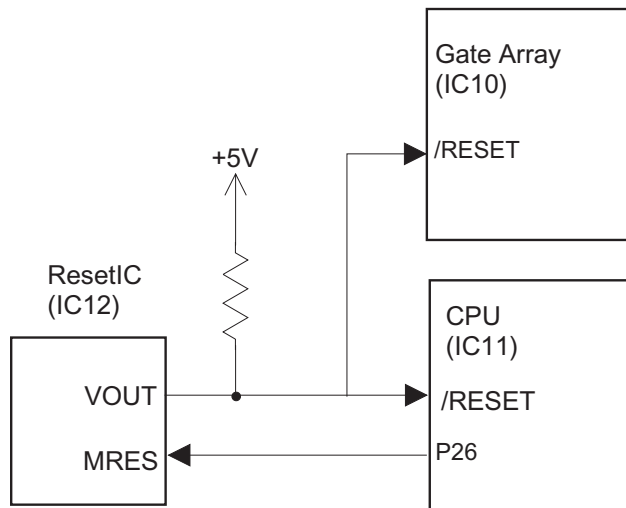 Gate Array
(IC10)
/RESET
+5V
ResetIC
(IC12)
VOUT
MRES
CPU
(IC11)
/RESET
P26